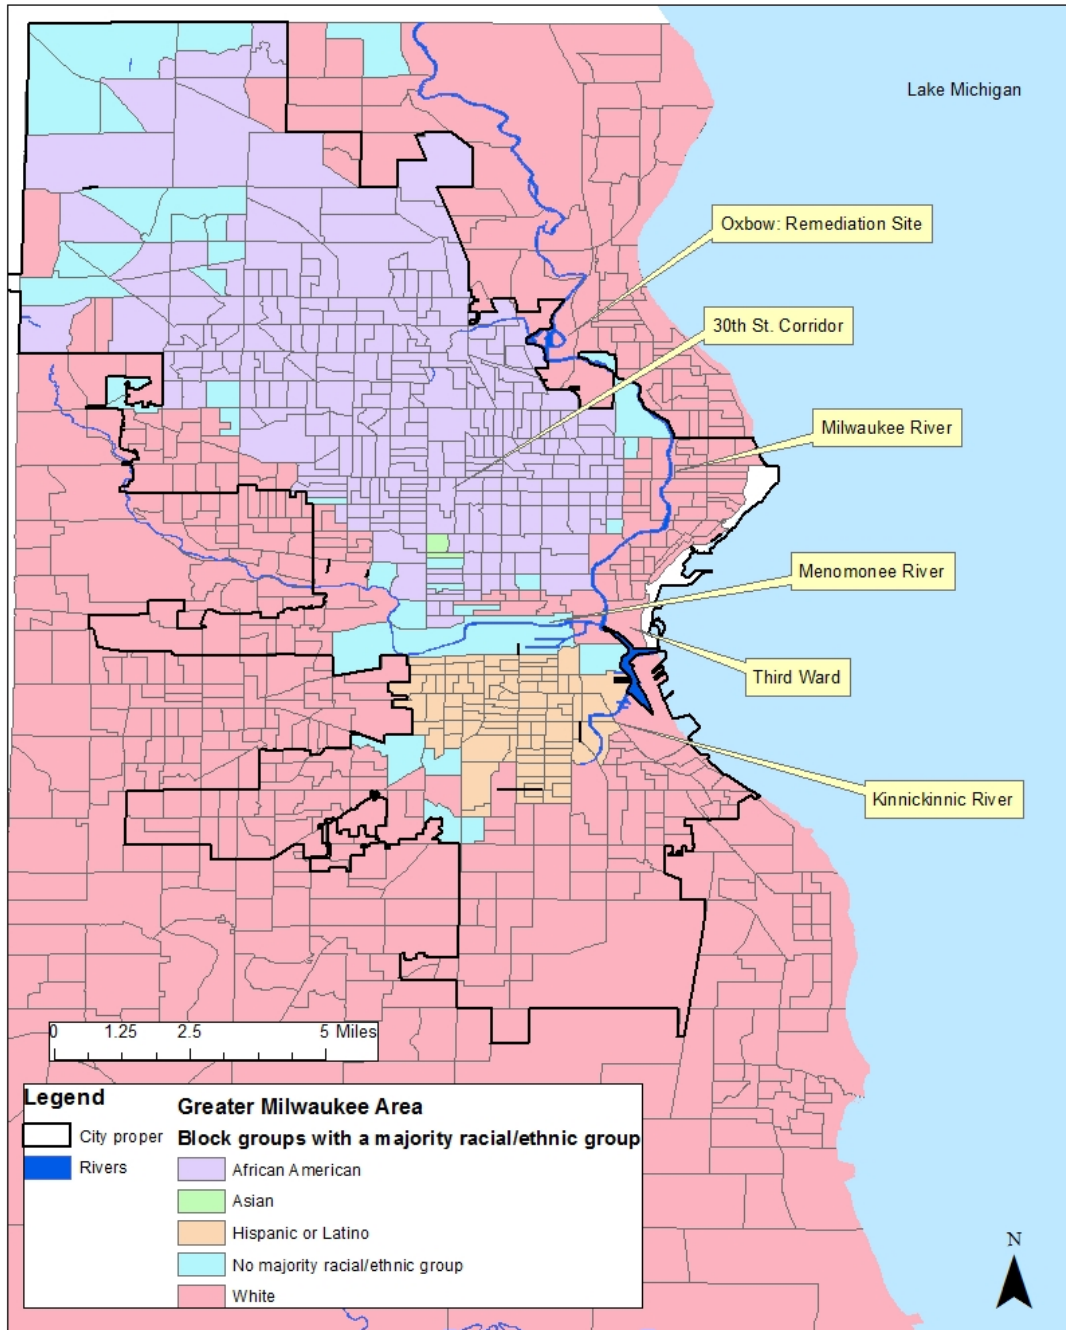 Lake Michigan
Oxbow: Remediation Site
30th St. Corridor
Milwaukee River
Menomonee River
Third Ward
Kinnickinnic River
0 1.25 2.5 5 Miles
Legend
City proper
Rivers
Greater Milwaukee Area
Block groups with a majority racial/ethnic group
African American
Asian
Hispanic or Latino
No majority racial/ethnic group
White
N